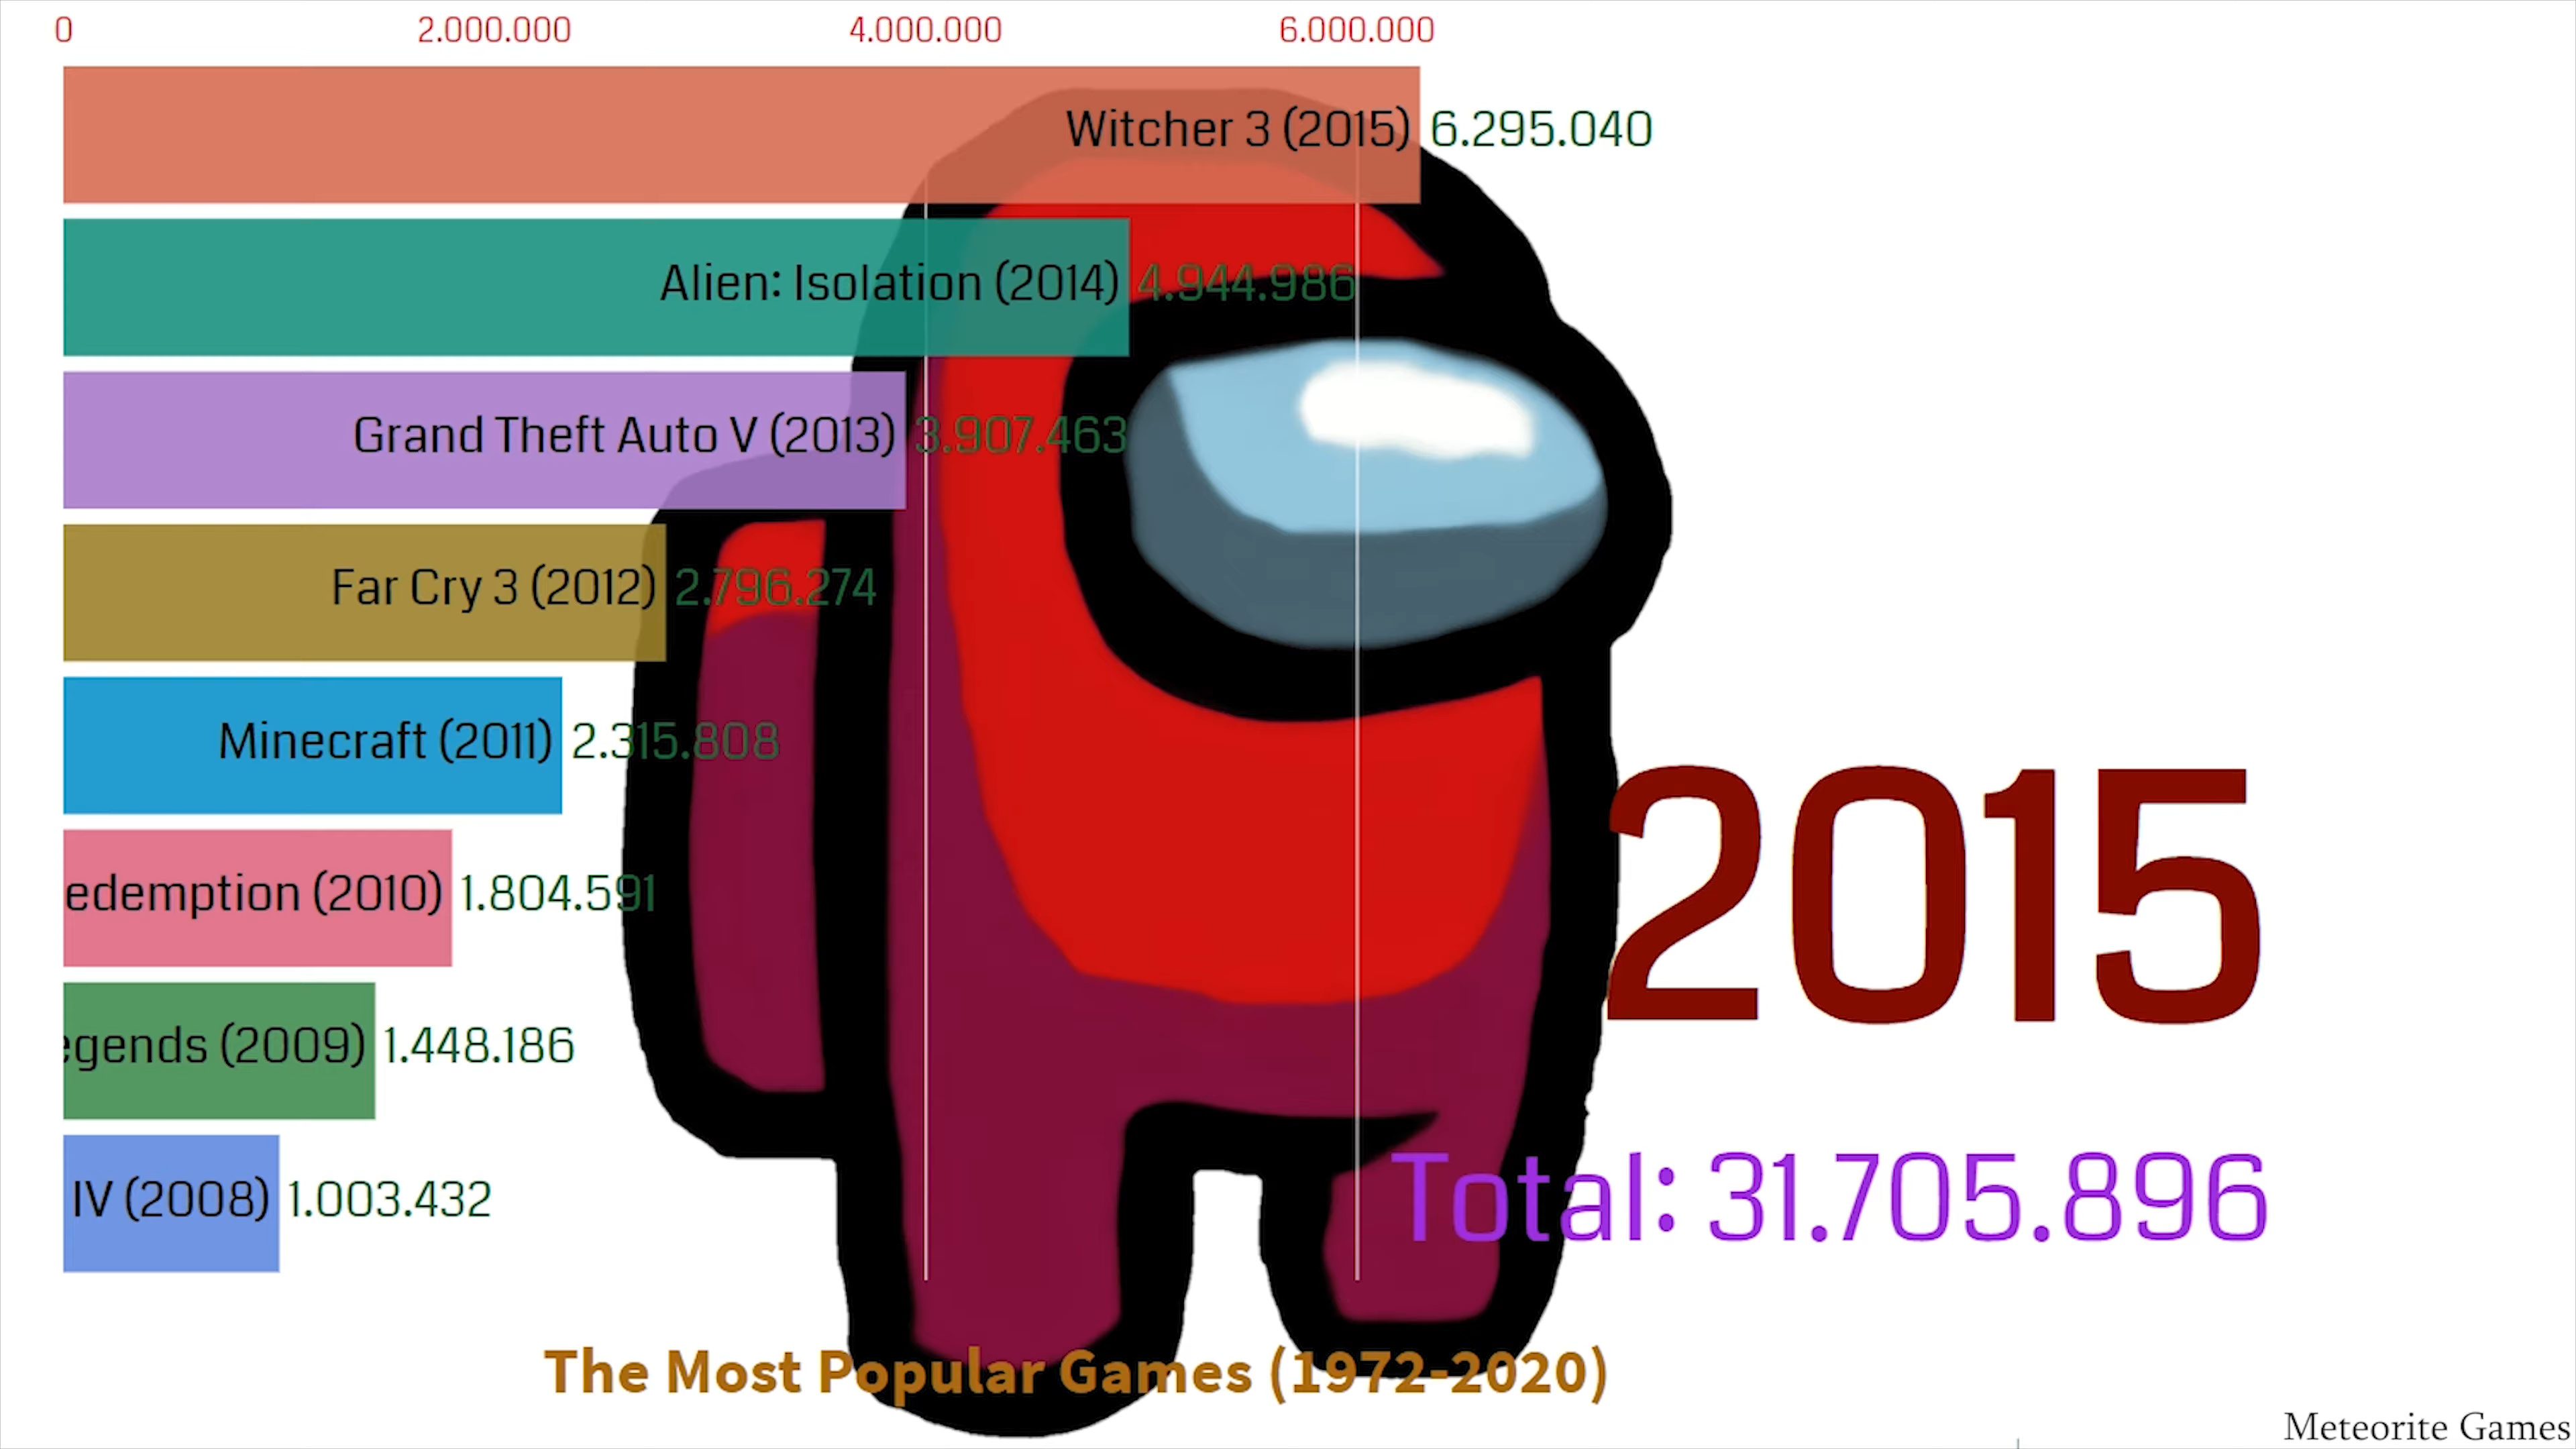 0 2.000.000 4.000.000 6.000.000
Witcher 3 (2015) 6.295.040
Alien: Isolation (2014) 4.944.986
Grand Theft Auto V (2013) 3.907.463
Far Cry 3 (2012) 2.796.274
Minecraft (2011) 2.315.808
edemption (2010) 1.804.591
egends (2009) 1.448.186
IV (2008) 1.003.432
2015
Total: 31.705.896
The Most Popular Games (1972-2020)
Meteorite Games